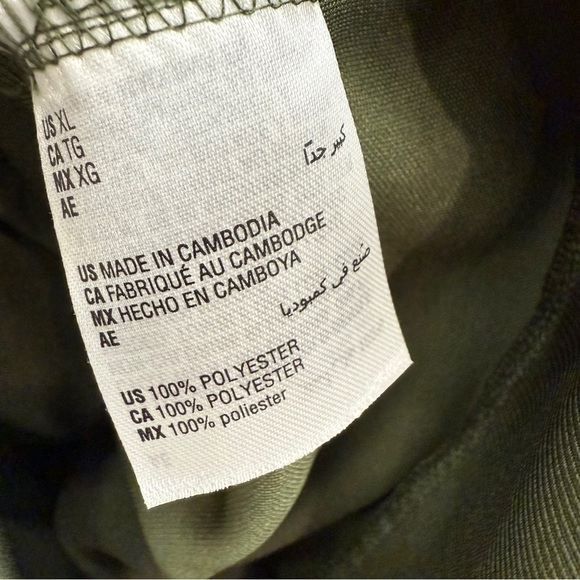 US XL
CA TG
MX XG
AE كبير جدًا
US MADE IN CAMBODIA
CA FABRIQUÉ AU CAMBODGE
MX HECHO EN CAMBOYA
AE صنع في كمبوديا
US 100% POLYESTER
CA 100% POLYESTER
MX 100% poliester